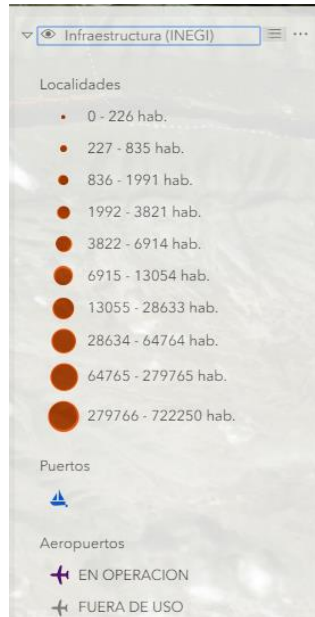 Infraestructura (INEGI)
Localidades
0 - 226 hab.
227 - 835 hab.
836 - 1991 hab.
1992 - 3821 hab.
3822 - 6914 hab.
6915 - 13054 hab.
13055 - 28633 hab.
28634 - 64764 hab.
64765 - 279765 hab.
279766 - 722250 hab.
Puertos
Aeropuertos
EN OPERACION
FUERA DE USO